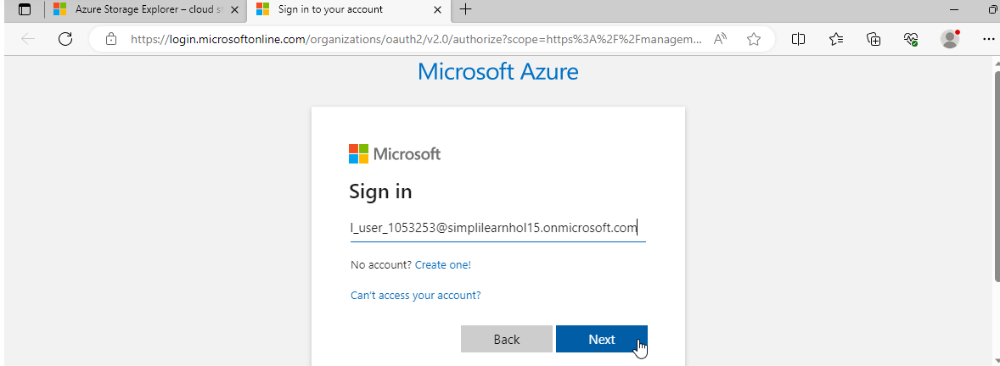 Azure Storage Explorer – cloud st
Sign in to your account
https://login.microsoftonline.com/organizations/oauth2/v2.0/authorize?scope=https%3A%2F%2Fmanagem...
Microsoft Azure
Microsoft
Sign in
l_user_1053253@simplilearnhol15.onmicrosoft.com
No account? Create one!
Can't access your account?
Back
Next